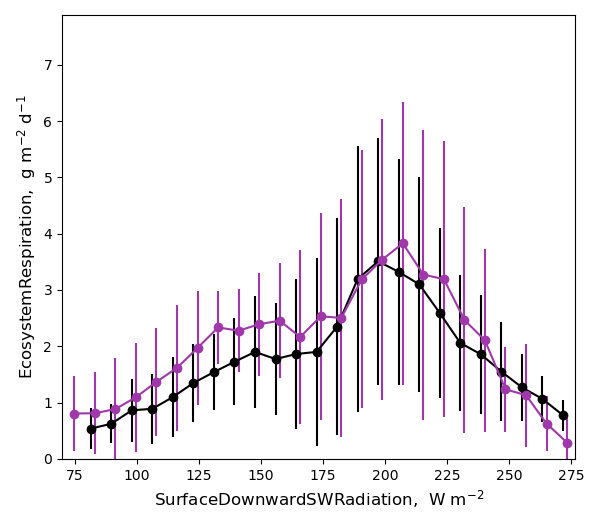 7
6
5
4
3
2
1
0
75 100 125 150 175 200 225 250 275
EcosystemRespiration, g m⁻² d⁻¹
SurfaceDownwardSWRadiation, W m⁻²